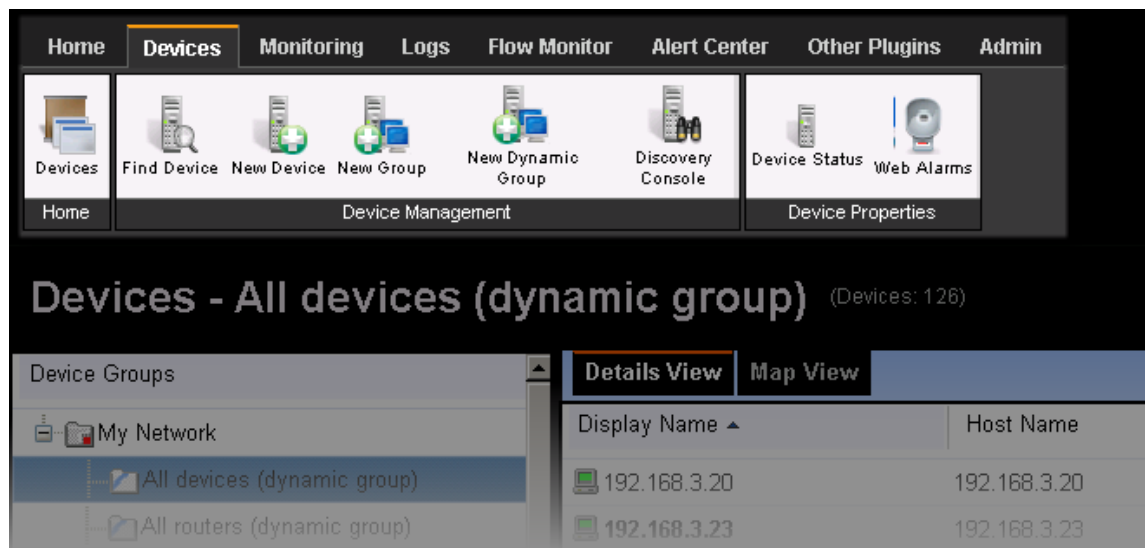 Home Devices Monitoring Logs Flow Monitor Alert Center Other Plugins Admin
Devices Find Device New Device New Group New Dynamic Group Discovery Console Device Status Web Alarms
Home Device Management Device Properties
Devices - All devices (dynamic group) (Devices: 126)
Device Groups
My Network
All devices (dynamic group)
All routers (dynamic group)
Details View Map View
Display Name Host Name
192.168.3.20 192.168.3.20
192.168.3.23 192.168.3.23